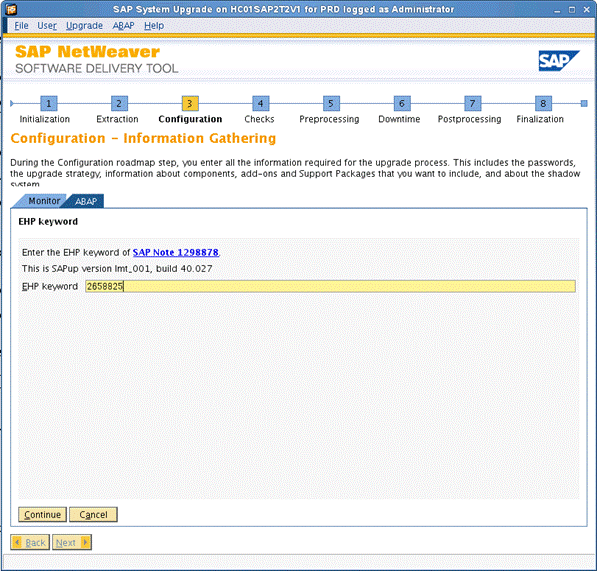 SAP System Upgrade on HC01SAP2T2V1 for PRD logged as Administrator
File User Upgrade ABAP Help
SAP NetWeaver
SOFTWARE DELIVERY TOOL
SAP
1 2 3 4 5 6 7 8
Initialization Extraction Configuration Checks Preprocessing Downtime Postprocessing Finalization
Configuration - Information Gathering
During the Configuration roadmap step, you enter all the information required for the upgrade process. This includes the passwords,
the upgrade strategy, information about components, add-ons and Support Packages that you want to include, and about the shadow
system.
Monitor ABAP
EHP keyword
Enter the EHP keyword of SAP Note 1298878.
This is SAPup version lmt_001, build 40.027
EHP keyword 2658825
Continue Cancel
Back Next